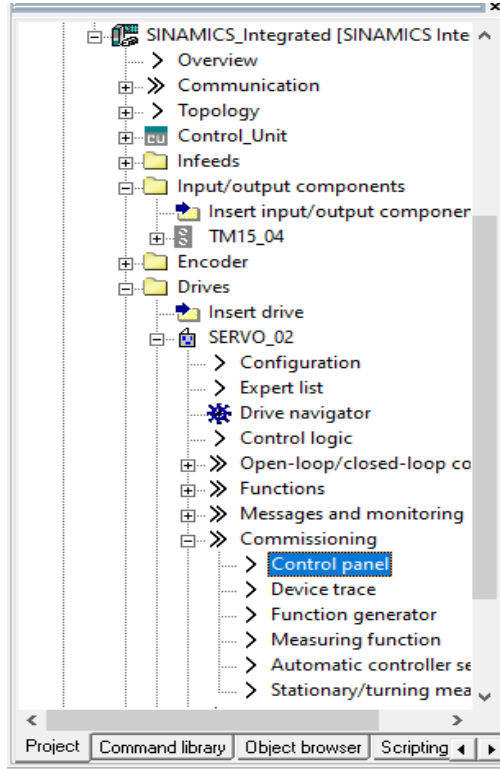 SINAMICS_Integrated [SINAMICS Inte
Overview
Communication
Topology
Control_Unit
Infeeds
Input/output components
Insert input/output componen
TM15_04
Encoder
Drives
Insert drive
SERVO_02
Configuration
Expert list
Drive navigator
Control logic
Open-loop/closed-loop co
Functions
Messages and monitoring
Commissioning
Control panel
Device trace
Function generator
Measuring function
Automatic controller se
Stationary/turning mea
Project Command library Object browser Scripting